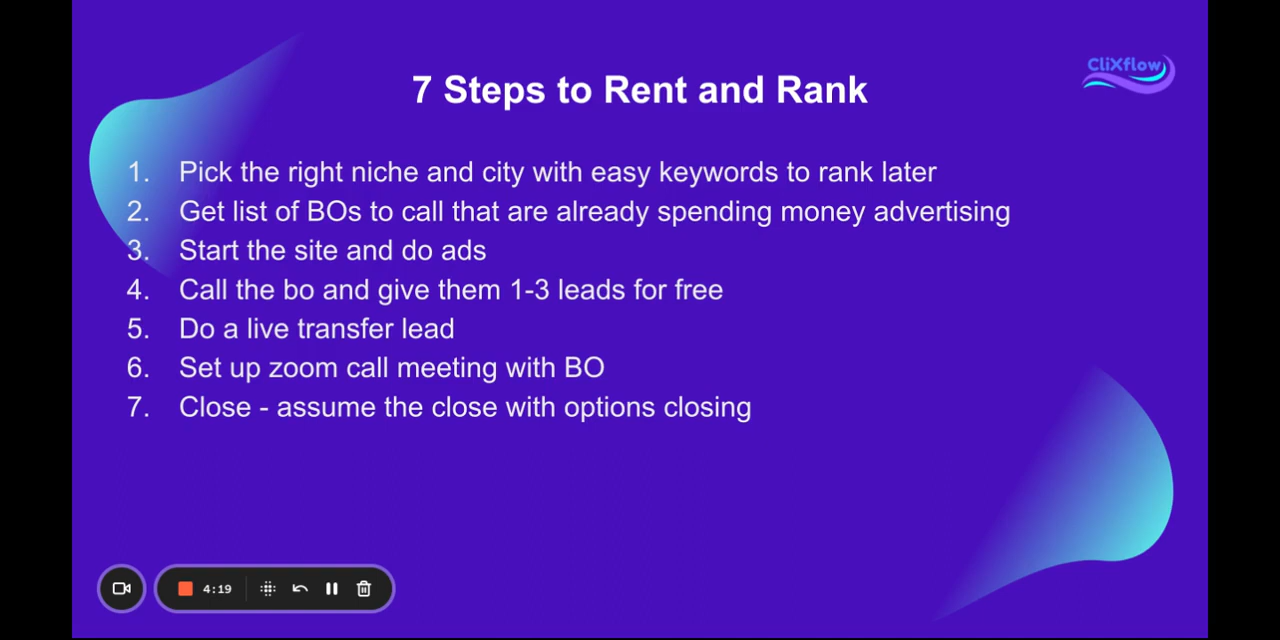 7 Steps to Rent and Rank
CliXflow
1. Pick the right niche and city with easy keywords to rank later
2. Get list of BOs to call that are already spending money advertising
3. Start the site and do ads
4. Call the bo and give them 1-3 leads for free
5. Do a live transfer lead
6. Set up zoom call meeting with BO
7. Close - assume the close with options closing
4:19